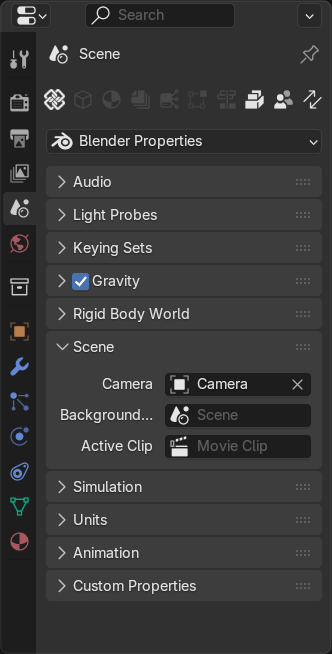 Search
Scene
Blender Properties
Audio
Light Probes
Keying Sets
Gravity
Rigid Body World
Scene
Camera Camera
Background... Scene
Active Clip Movie Clip
Simulation
Units
Animation
Custom Properties